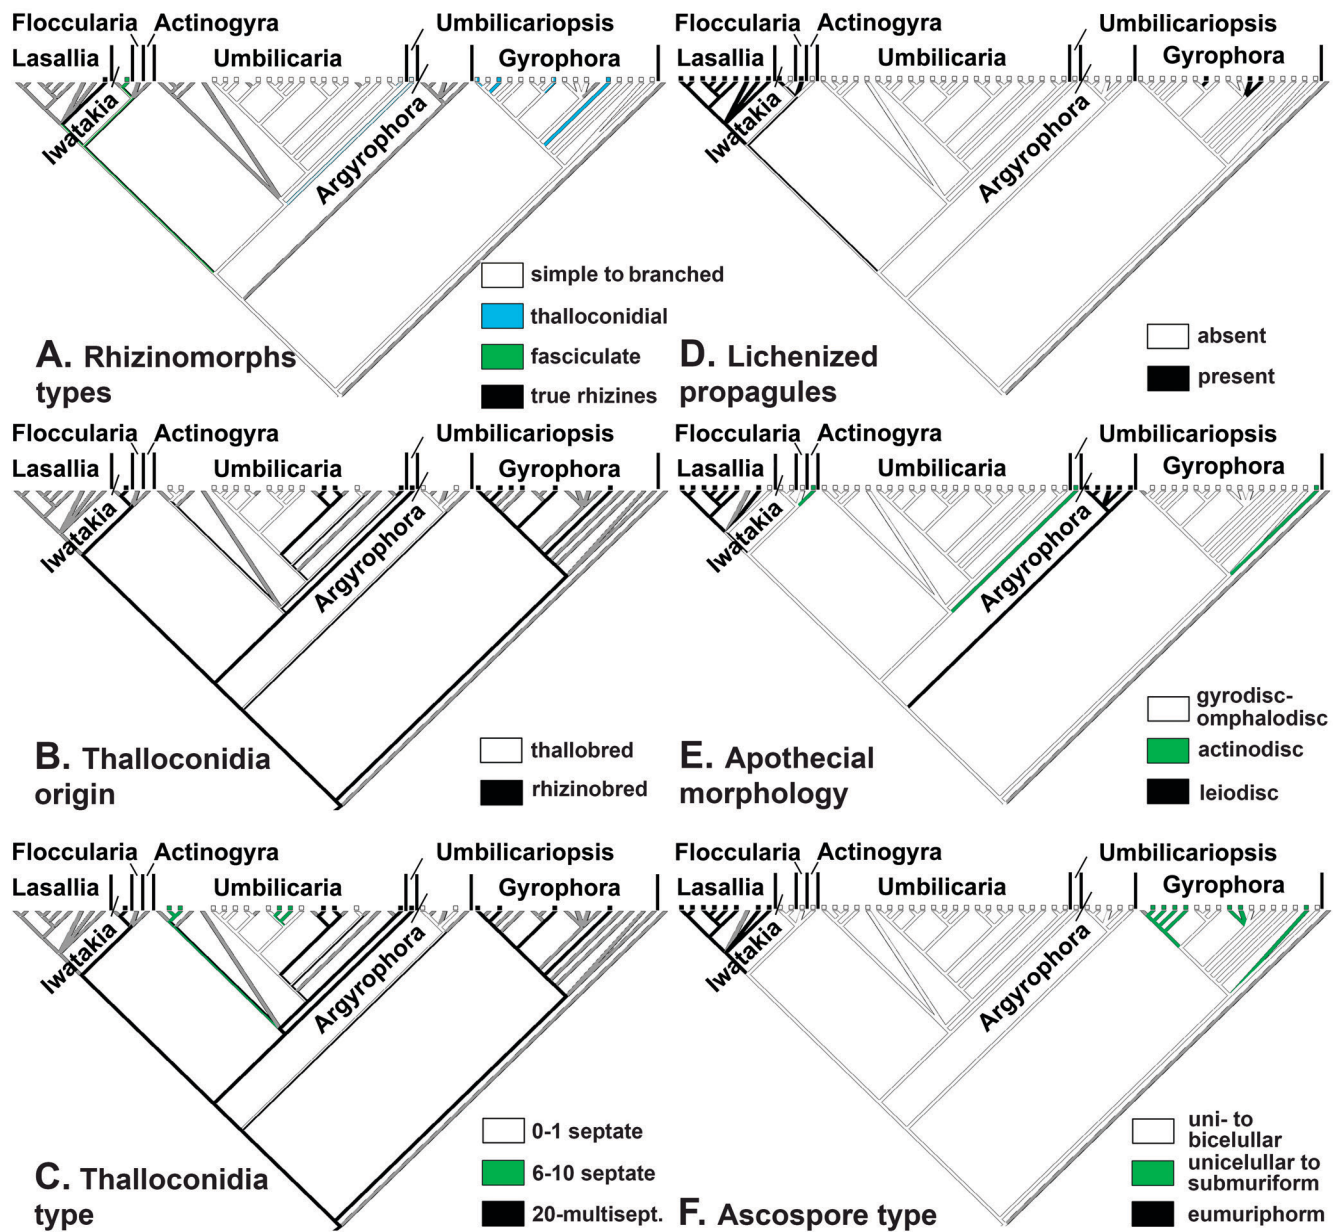 Floccularia Actinogyra
Umbilicariopsis
Lasallia Umbilicaria Gyrophora
Iwatakia
Argyrophora
simple to branched
thalloconidial
fasciculate
true rhizines
A. Rhizinomorphs
types
Floccularia Actinogyra
Umbilicariopsis
Lasallia Umbilicaria Gyrophora
Iwatakia
Argyrophora
absent
present
D. Lichenized
propagules
Floccularia Actinogyra
Umbilicariopsis
Lasallia Umbilicaria Gyrophora
Iwatakia
Argyrophora
thallobred
rhizinobred
B. Thalloconidia
origin
Floccularia Actinogyra
Umbilicariopsis
Lasallia Umbilicaria Gyrophora
Iwatakia
Argyrophora
gyrodisc-
omphalodisc
actinodisc
leiodisc
E. Apothecial
morphology
Floccularia Actinogyra
Umbilicariopsis
Lasallia Umbilicaria Gyrophora
Iwatakia
Argyrophora
0-1 septate
6-10 septate
20-multisept.
C. Thalloconidia
type
Floccularia Actinogyra
Umbilicariopsis
Lasallia Umbilicaria Gyrophora
Iwatakia
Argyrophora
uni- to
bicelullar
unicelullar to
submuriform
eumuriphorm
F. Ascospore type